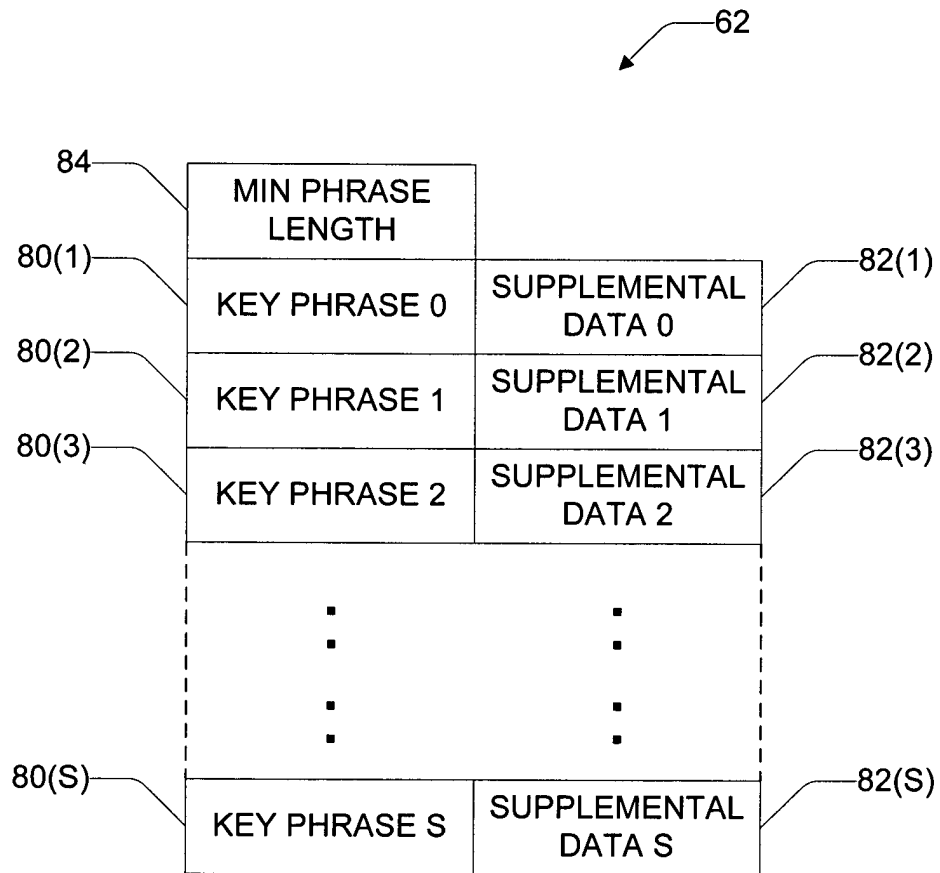 62
84
MIN PHRASE
LENGTH
80(1)
KEY PHRASE 0
SUPPLEMENTAL
DATA 0
82(1)
80(2)
KEY PHRASE 1
SUPPLEMENTAL
DATA 1
82(2)
80(3)
KEY PHRASE 2
SUPPLEMENTAL
DATA 2
82(3)
80(S)
KEY PHRASE S
SUPPLEMENTAL
DATA S
82(S)